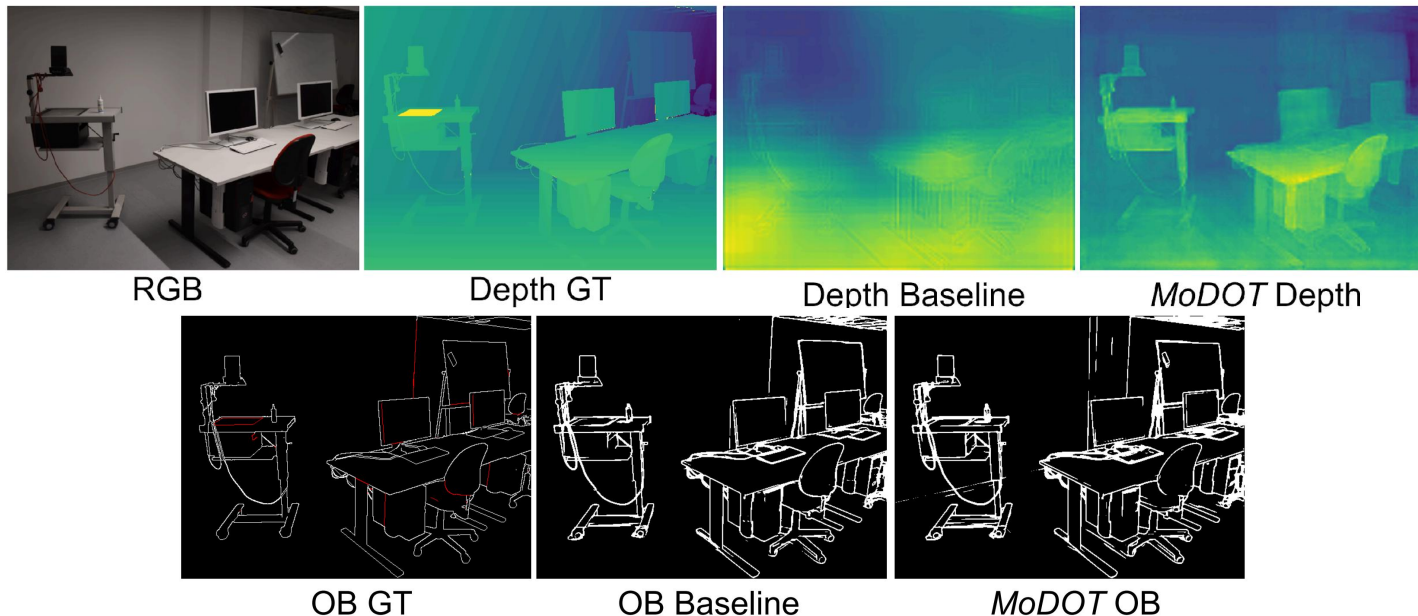 RGB
Depth GT
Depth Baseline
MoDOT Depth
OB GT
OB Baseline
MoDOT OB